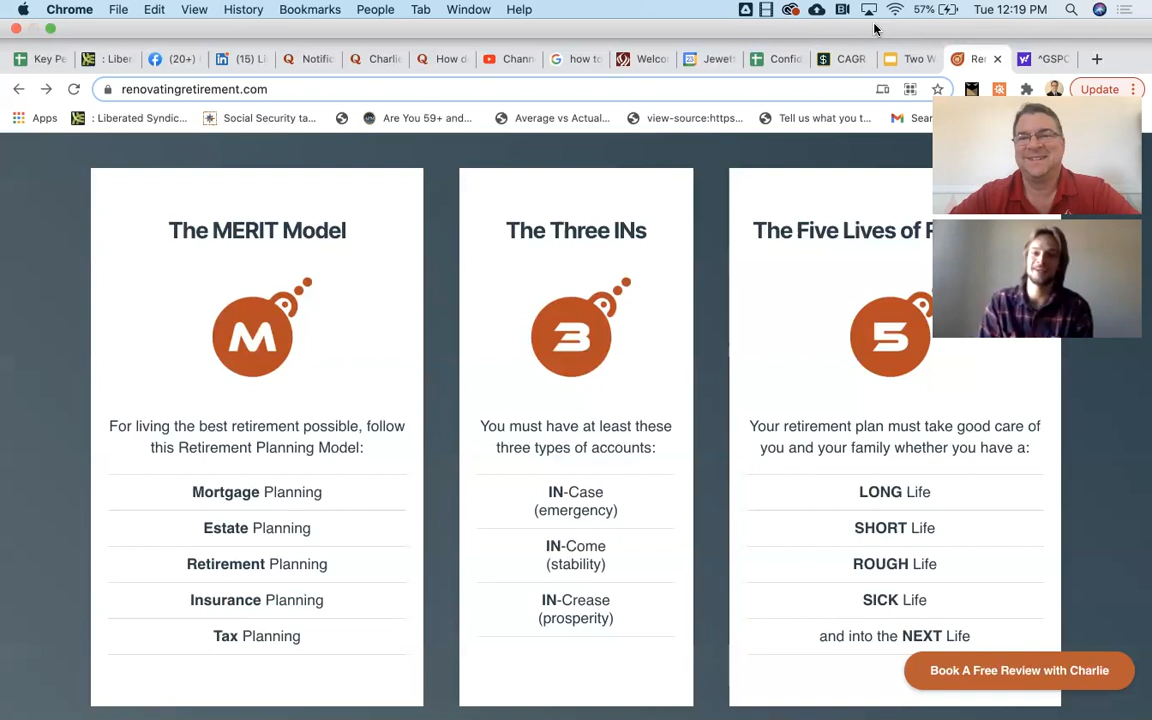 Chrome File Edit View History Bookmarks People Tab Window Help 57% Tue 12:19 PM
Key Pe : Liber (20+) (15) Li Notific Charlie How do Chann how to Welco Jewett Confid CAGR Two W Ren ^GSPC
renovatingretirement.com Update
Apps : Liberated Syndic... Social Security ta... Are You 59+ and... Average vs Actual... view-source:https... Tell us what you t...
The MERIT Model
M
For living the best retirement possible, follow
this Retirement Planning Model:
Mortgage Planning
Estate Planning
Retirement Planning
Insurance Planning
Tax Planning
The Three INs
3
You must have at least these
three types of accounts:
IN-Case
(emergency)
IN-Come
(stability)
IN-Crease
(prosperity)
The Five Lives of
5
Your retirement plan must take good care of
you and your family whether you have a:
LONG Life
SHORT Life
ROUGH Life
SICK Life
and into the NEXT Life
Book A Free Review with Charlie